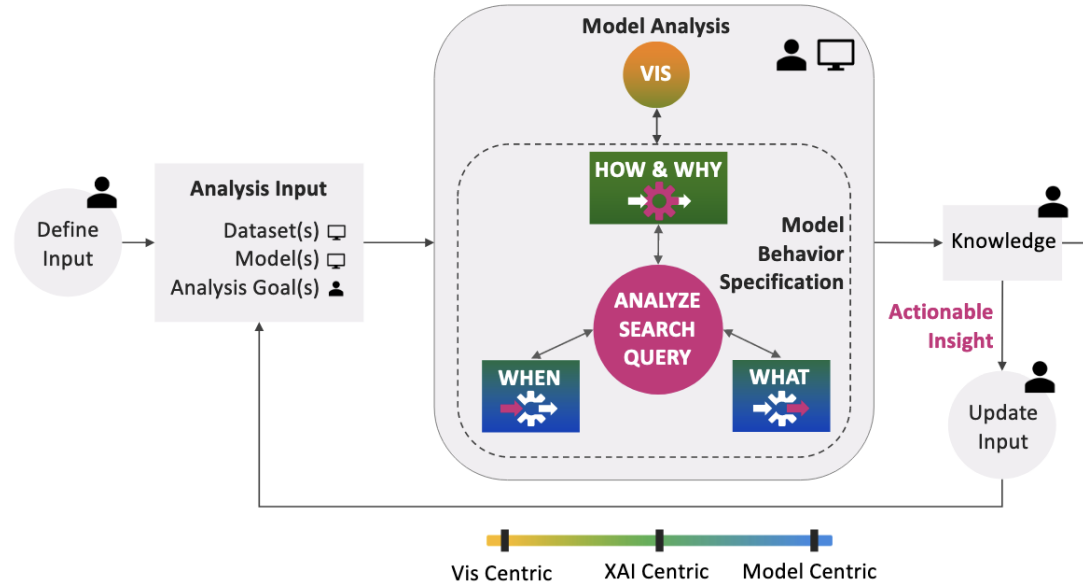 Model Analysis
VIS
HOW & WHY
Define
Input
Analysis Input
Dataset(s)
Model(s)
Analysis Goal(s)
Model
Behavior
Specification
ANALYZE
SEARCH
QUERY
WHEN
WHAT
Knowledge
Actionable
Insight
Update
Input
Vis Centric
XAI Centric
Model Centric